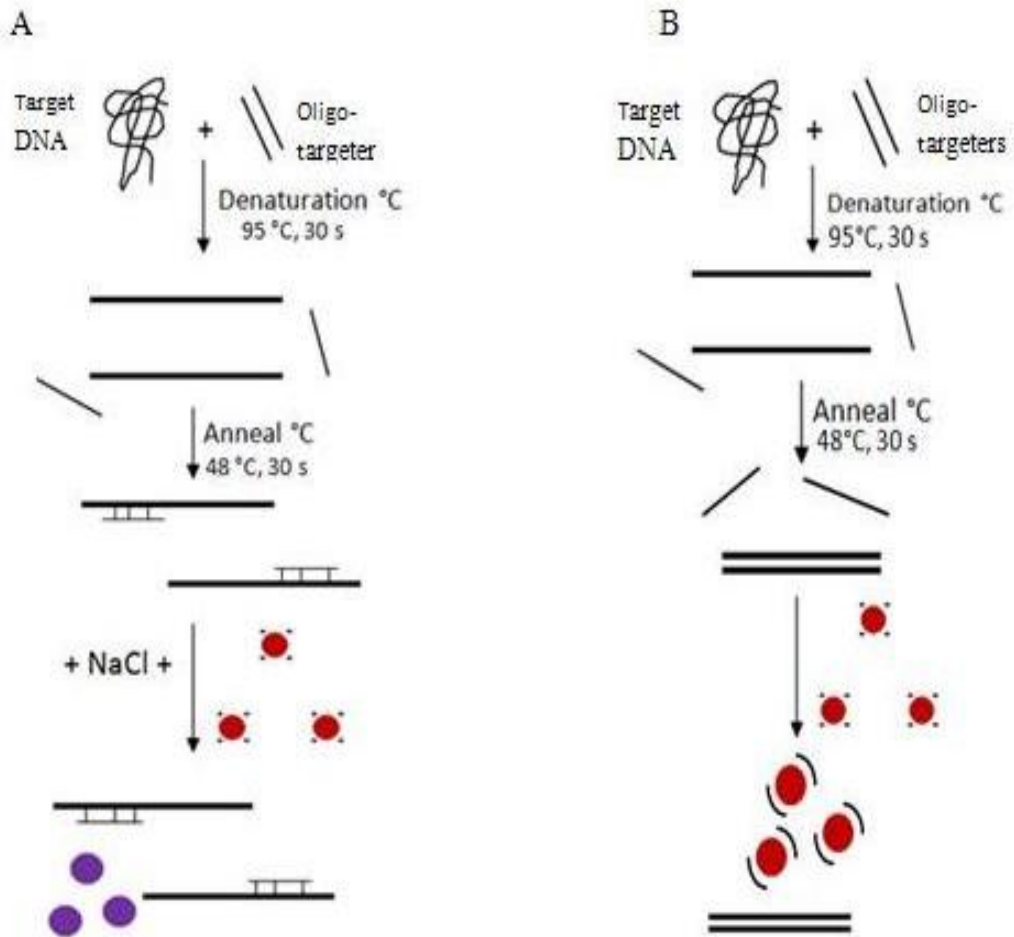 A
Target
DNA
+
Oligo-
targeter
Denaturation °C
95 °C, 30 s
Anneal °C
48 °C, 30 s
+ NaCl +
B
Target
DNA
+
Oligo-
targeters
Denaturation °C
95°C, 30 s
Anneal °C
48°C, 30 s